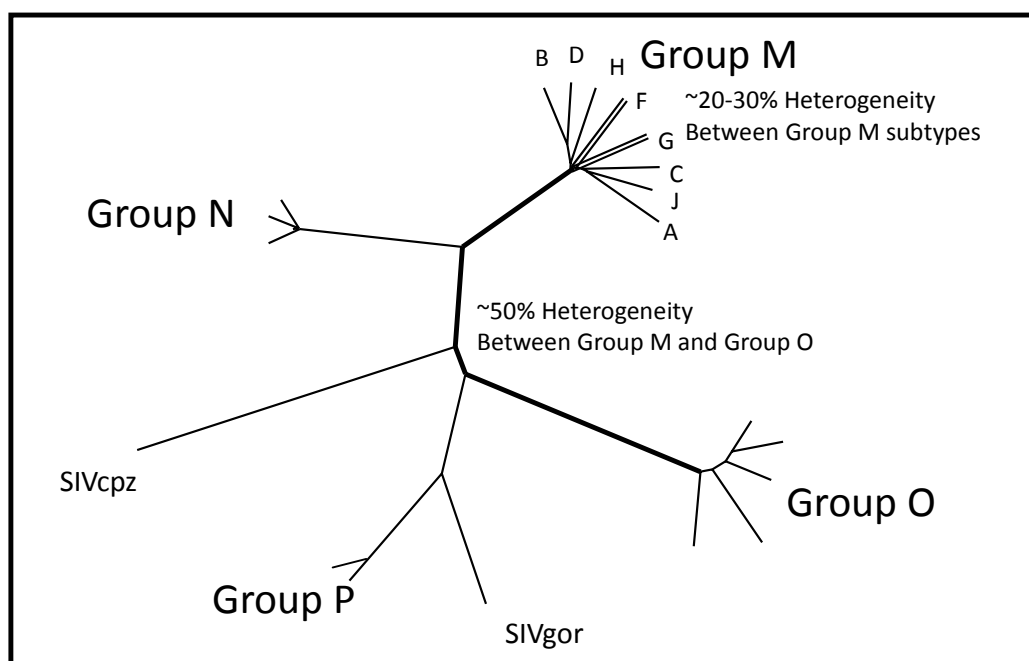 Group M
B
D
H
F
~20-30% Heterogeneity
Between Group M subtypes
G
C
J
A
Group N
~50% Heterogeneity
Between Group M and Group O
SIVcpz
Group O
Group P
SIVgor